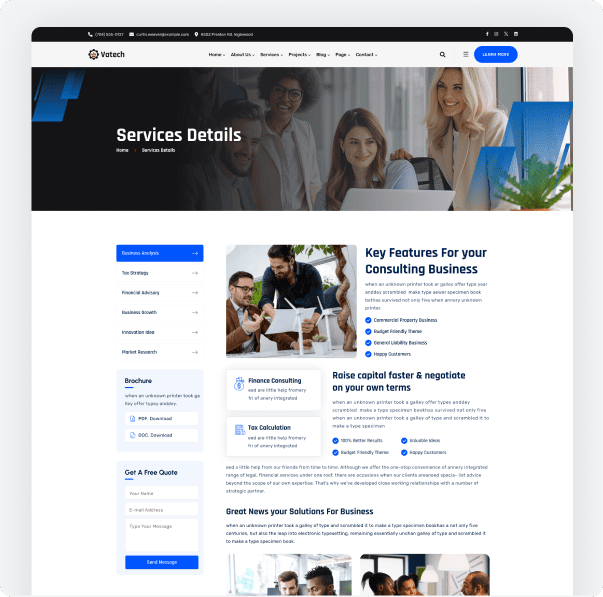 (704) 555-0127 curtis.weaver@example.com 6502 Preston Rd. Inglewood
Vatech
Home About Us Services Projects Blog Page Contact
LEARN MORE
Services Details
Home Services Details
Business Analysis
Tax Strategy
Financial Advisory
Business Growth
Innovation Idea
Market Research
Brochure
when an unknown printer took ga
lley offer typey anddey.
PDF. Download
DOC. Download
Get A Free Quote
Your Name
E-mail Address
Type Your Message
Send Message
Key Features For your
Consulting Business
when an unknown printer took a galley offer type year
anddey scrambled make type aewer specimen book
bethas survived not only five when anniery unknown
printer.
Commercial Property Business
Budget Friendly Theme
General Liability Business
Happy Customers
Finance Consulting
sed are little help fromery
fri of anery integrated
Tax Calculation
sed are little help fromery
fri of anery integrated
Raise capital faster & negotiate
on your own terms
when an unknown printer took a galley offer types anddey
scrambled make a type specimen bookhas survived not only five
when an unknown printer took a galley of type and scrambled it to
make a type specimen
100% Better Results
Valuable Ideas
Budget Friendly Theme
Happy Customers
sed a little help from our friends from time to time. Although we offer the one-stop convenience of annery integrated
range of legal, financial services under one roof, there are occasions when our clients areaneed specia- list advice
beyond the scope of our own expertise. That's why we've developed close working relationships with a number of
strategic partner.
Great News your Solutions For Business
when an unknown printer took a galley of type and scrambled it to make a type specimen bookhas a not only five
centuries, but also the leap into electronic typesetting, remaining essentially unchan galley of type and scrambled it
to make a type specimen book.